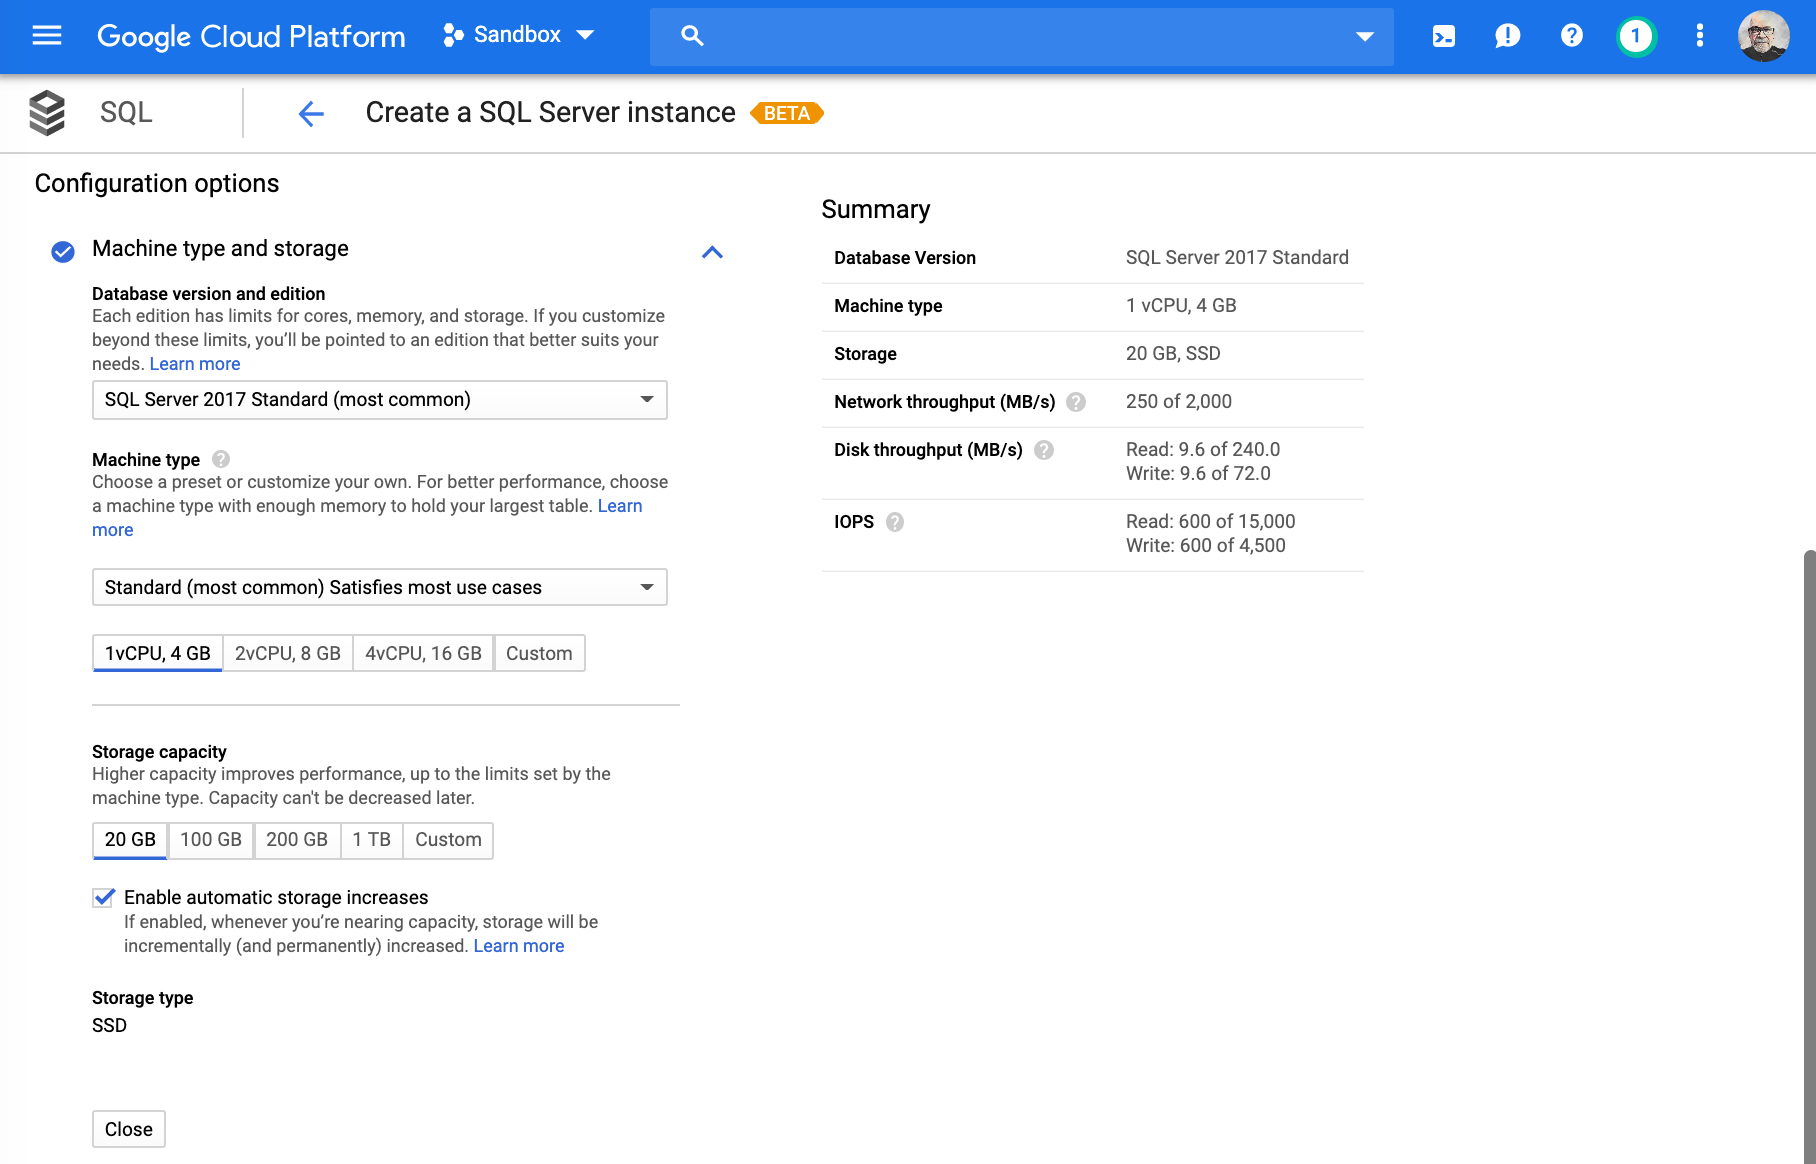 Google Cloud Platform
Sandbox
1
SQL
Create a SQL Server instance
BETA
Configuration options
Machine type and storage
Database version and edition
Each edition has limits for cores, memory, and storage. If you customize
beyond these limits, you’ll be pointed to an edition that better suits your
needs. Learn more
SQL Server 2017 Standard (most common)
Machine type ?
Choose a preset or customize your own. For better performance, choose
a machine type with enough memory to hold your largest table. Learn
more
Standard (most common) Satisfies most use cases
1vCPU, 4 GB 2vCPU, 8 GB 4vCPU, 16 GB Custom
Storage capacity
Higher capacity improves performance, up to the limits set by the
machine type. Capacity can't be decreased later.
20 GB 100 GB 200 GB 1 TB Custom
Enable automatic storage increases
If enabled, whenever you’re nearing capacity, storage will be
incrementally (and permanently) increased. Learn more
Storage type
SSD
Close
Summary
Database Version SQL Server 2017 Standard
Machine type 1 vCPU, 4 GB
Storage 20 GB, SSD
Network throughput (MB/s) ? 250 of 2,000
Disk throughput (MB/s) ? Read: 9.6 of 240.0
Write: 9.6 of 72.0
IOPS ? Read: 600 of 15,000
Write: 600 of 4,500